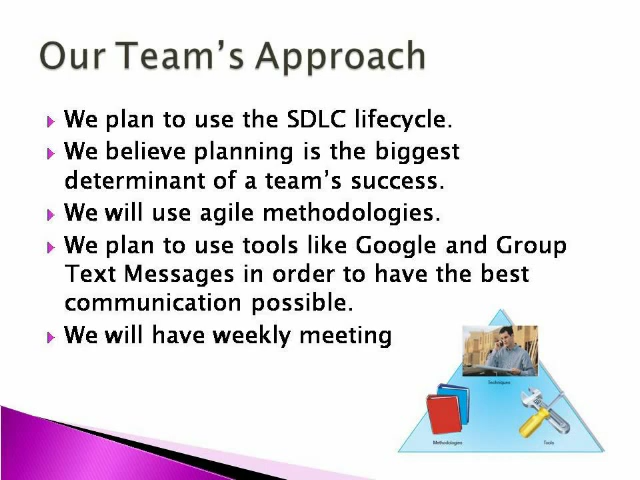 Our Team's Approach
We plan to use the SDLC lifecycle.
We believe planning is the biggest
determinant of a team's success.
We will use agile methodologies.
We plan to use tools like Google and Group
Text Messages in order to have the best
communication possible.
We will have weekly meeting
Techniques
Methodologies
Tools